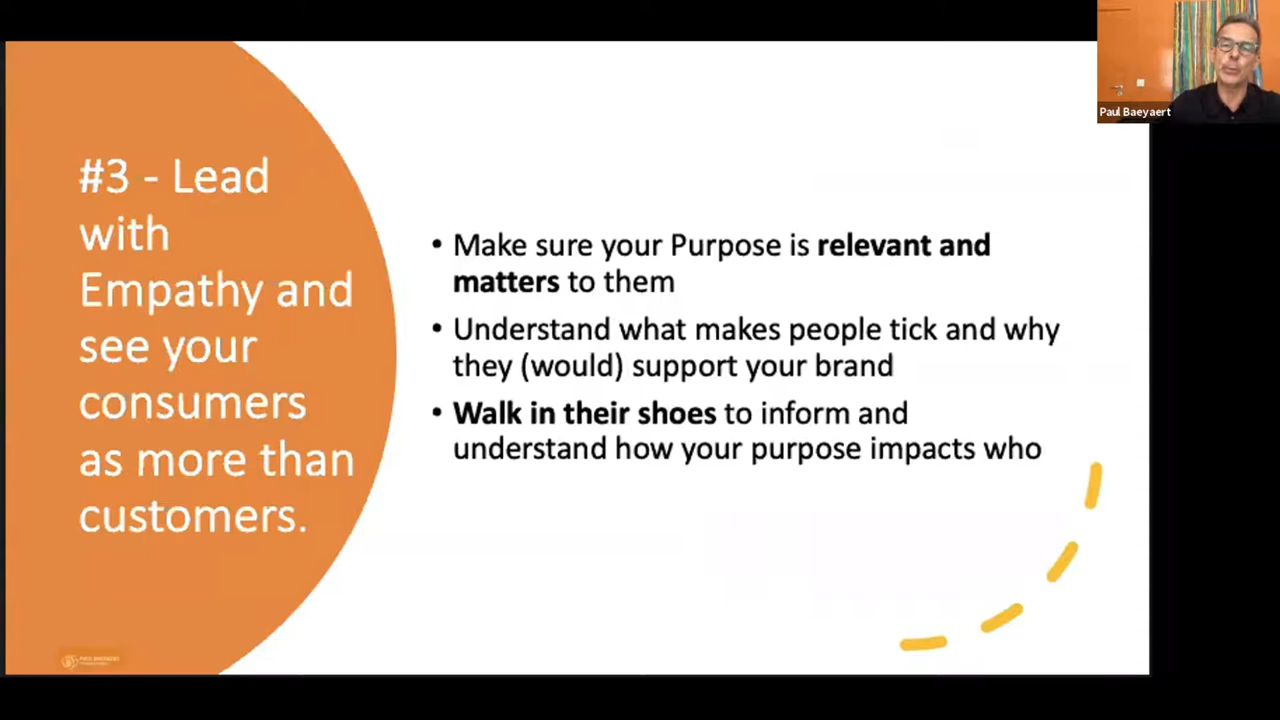 #3 - Lead
with
Empathy and
see your
consumers
as more than
customers.
• Make sure your Purpose is relevant and
matters to them
• Understand what makes people tick and why
they (would) support your brand
• Walk in their shoes to inform and
understand how your purpose impacts who
Paul Baeyaert
PAUL BAEYAERT